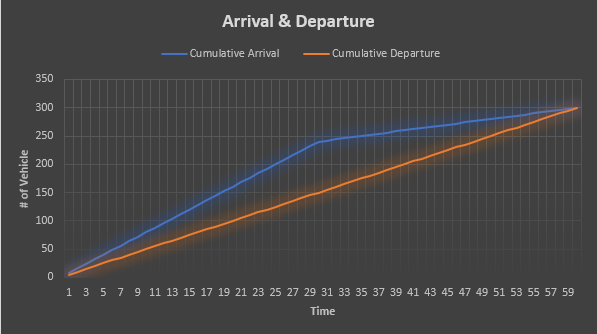 Arrival & Departure
Cumulative Arrival Cumulative Departure
350
300
250
200
150
100
50
0
# of Vehicle
1 3 5 7 9 11 13 15 17 19 21 23 25 27 29 31 33 35 37 39 41 43 45 47 49 51 53 55 57 59
Time